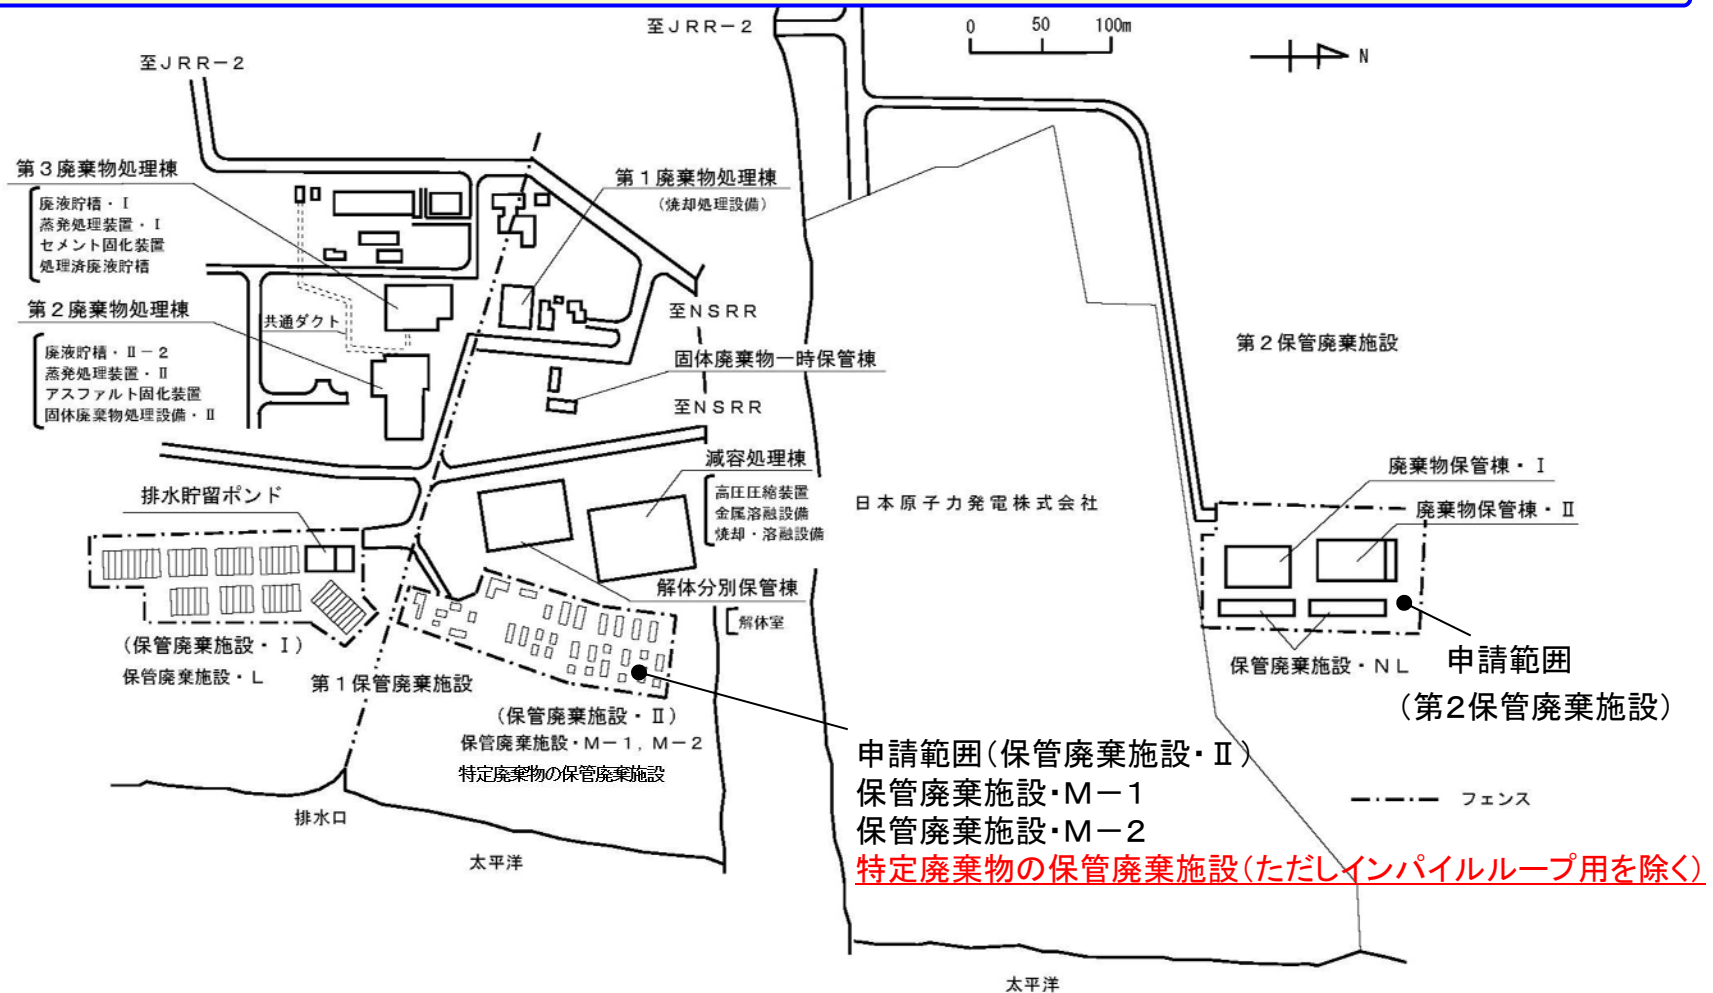 至JRR-2
至JRR-2
0 50 100m
N
第3廃棄物処理棟
廃液貯槽・Ⅰ
蒸発処理装置・Ⅰ
セメント固化装置
処理済廃液貯槽
第1廃棄物処理棟
(焼却処理設備)
第2廃棄物処理棟
廃液貯槽・Ⅱ-2
蒸発処理装置・Ⅱ
アスファルト固化装置
固体廃棄物処理設備・Ⅱ
共通ダクト
至NSRR
固体廃棄物一時保管棟
至NSRR
減容処理棟
高圧圧縮装置
金属溶融設備
焼却・溶融設備
日本原子力発電株式会社
第2保管廃棄施設
廃棄物保管棟・Ⅰ
廃棄物保管棟・Ⅱ
排水貯留ポンド
解体分別保管棟
解体室
(保管廃棄施設・Ⅰ)
保管廃棄施設・L
第1保管廃棄施設
(保管廃棄施設・Ⅱ)
保管廃棄施設・M-1, M-2
特定廃棄物の保管廃棄施設
保管廃棄施設・NL
申請範囲
(第2保管廃棄施設)
申請範囲(保管廃棄施設・Ⅱ)
保管廃棄施設・M-1
保管廃棄施設・M-2
特定廃棄物の保管廃棄施設(ただしインパイルループ用を除く)
フェンス
排水口
太平洋
太平洋